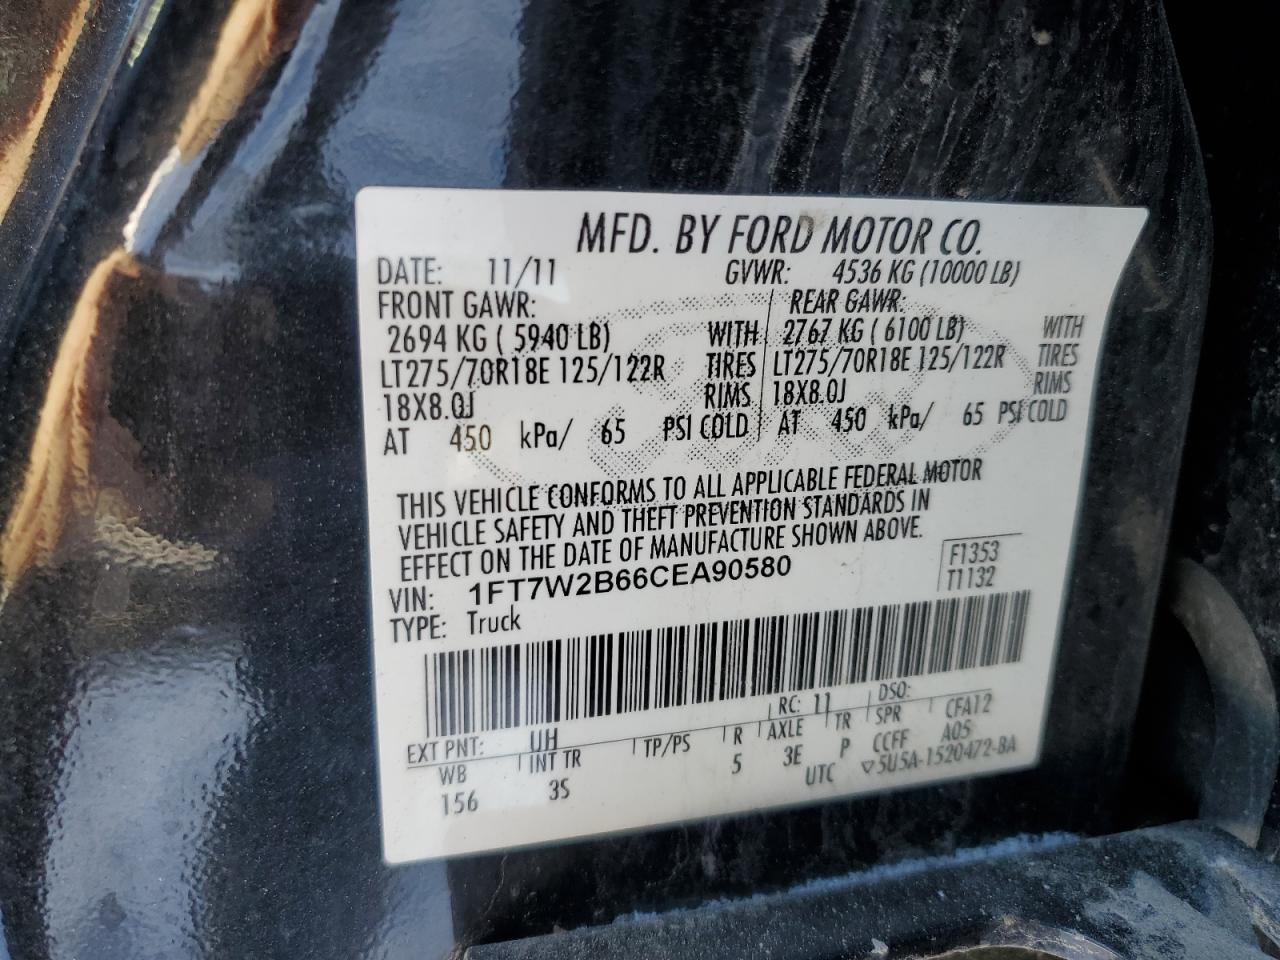 MFD. BY FORD MOTOR CO.
DATE: 11/11 GVWR: 4536 KG (10000 LB)
FRONT GAWR: REAR GAWR:
2694 KG ( 5940 LB) WITH 2767 KG ( 6100 LB) WITH
LT275/70R18E 125/122R TIRES LT275/70R18E 125/122R TIRES
18X8.0J RIMS 18X8.0J RIMS
AT 450 kPa/ 65 PSI COLD AT 450 kPa/ 65 PSI COLD
THIS VEHICLE CONFORMS TO ALL APPLICABLE FEDERAL MOTOR
VEHICLE SAFETY AND THEFT PREVENTION STANDARDS IN
EFFECT ON THE DATE OF MANUFACTURE SHOWN ABOVE.
VIN: 1FT7W2B66CEA90580 F1353
TYPE: Truck T1132
EXT PNT: UH RC: 11 DSO:
WB INT TR TP/PS R AXLE TR SPR CFA12
156 3S 5 3E P CCFF A05
UTC ▽5U5A-1520472-BA